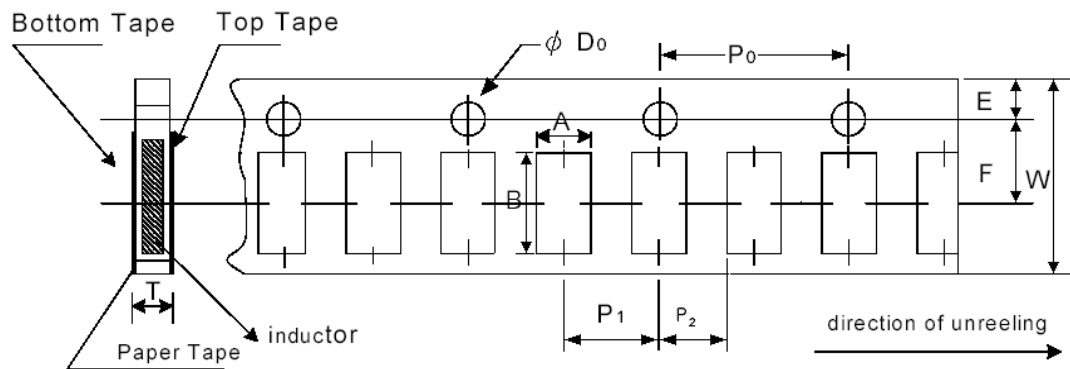 Bottom Tape
Top Tape
ϕ D₀
P₀
E
A
F
W
B
T
P₁
P₂
inductor
Paper Tape
direction of unreeling